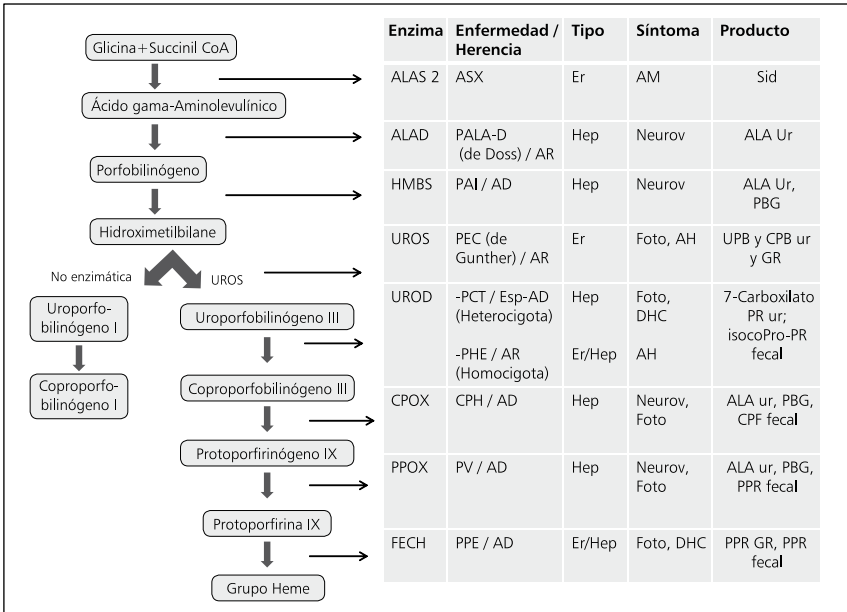 Glicina+Succinil CoA
Ácido gama-Aminolevulínico
Porfobilinógeno
Hidroximetilbilane
No enzimática
UROS
Uroporfo-
bilinógeno I
Coproporfo-
bilinógeno I
Uroporfobilinógeno III
Coproporfobilinógeno III
Protoporfirinógeno IX
Protoporfirina IX
Grupo Heme
Enzima Enfermedad / Herencia Tipo Síntoma Producto
ALAS 2 ASX Er AM Sid
ALAD PALA-D Hep Neurov ALA Ur
(de Doss) / AR
HMBS PAI / AD Hep Neurov ALA Ur,
PBG
UROS PEC (de Er Foto, AH UPB y CPB ur
Gunther) / AR y GR
UROD -PCT / Esp-AD Hep Foto, 7-Carboxilato
(Heterocigota) DHC PR ur;
isocoPro-PR
-PHE / AR Er/Hep AH fecal
(Homocigota)
CPOX CPH / AD Hep Neurov, ALA ur, PBG,
Foto CPF fecal
PPOX PV / AD Hep Neurov, ALA ur, PBG,
Foto PPR fecal
FECH PPE / AD Er/Hep Foto, DHC PPR GR, PPR
fecal